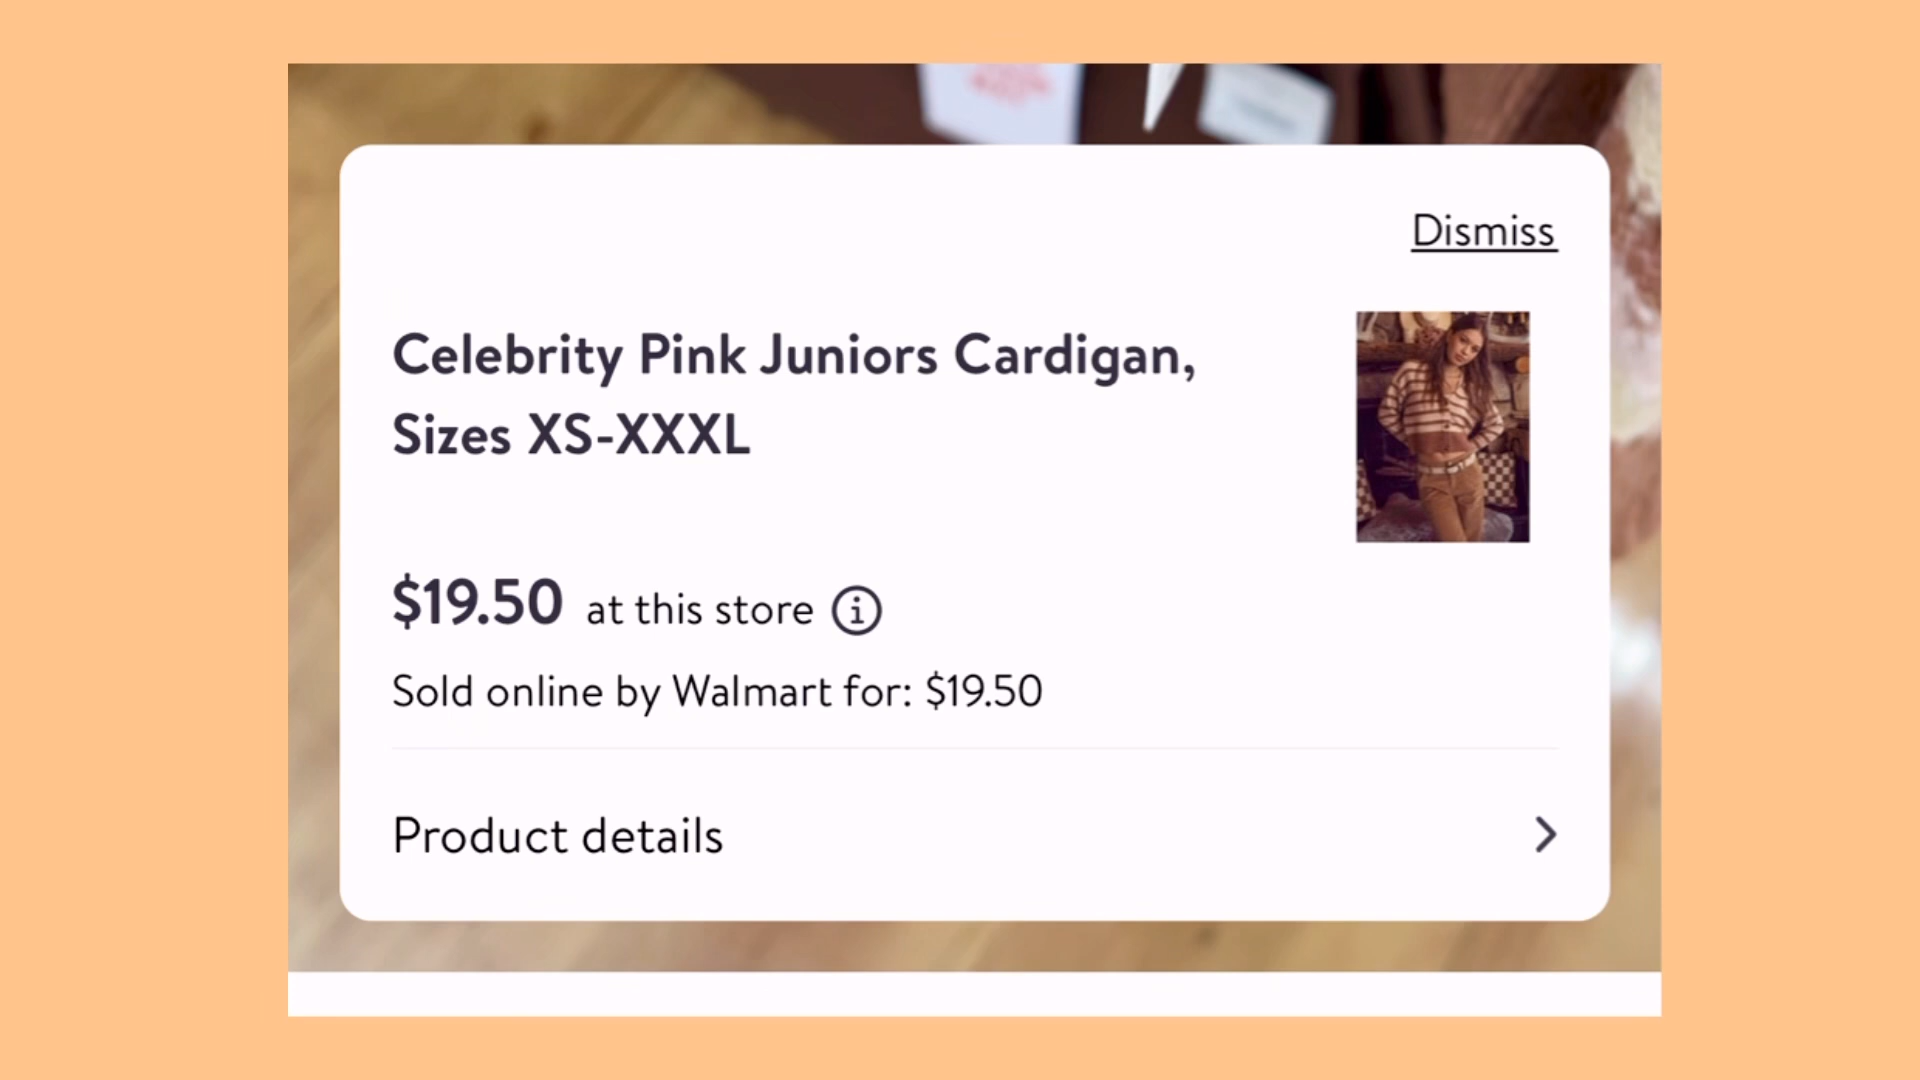 Dismiss
Celebrity Pink Juniors Cardigan,
Sizes XS-XXXL
$19.50 at this store
Sold online by Walmart for: $19.50
Product details